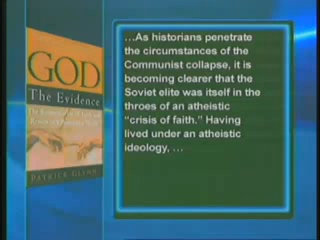 GOD
The Evidence
PATRICK GLYNN
...As historians penetrate
the circumstances of the
Communist collapse, it is
becoming clearer that the
Soviet elite was itself in the
throes of an atheistic
“crisis of faith.” Having
lived under an atheistic
ideology, ...